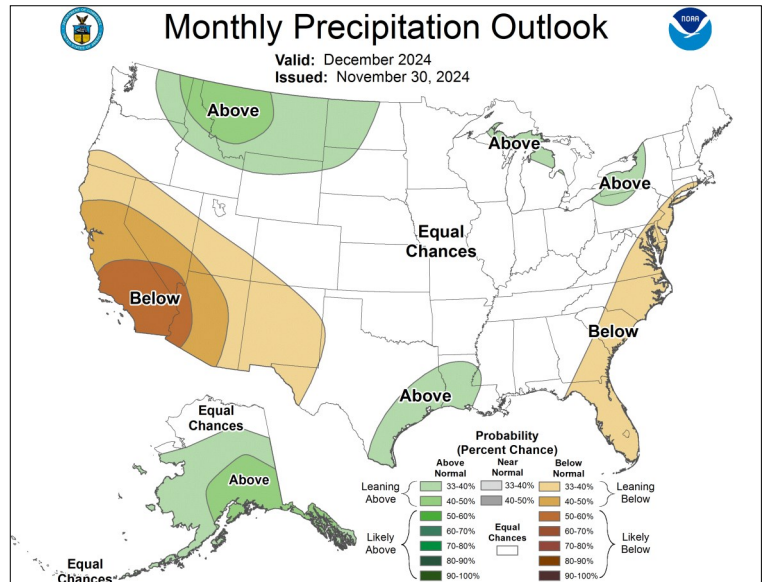 Monthly Precipitation Outlook
NOAA
Valid: December 2024
Issued: November 30, 2024
Above
Above
Above
Equal
Chances
Below
Below
Above
Equal
Chances
Above
Equal
Chances
Probability
(Percent Chance)
Above
Normal
Near
Normal
Below
Normal
Leaning
Above
33-40% 33-40% 33-40%
40-50% 40-50% 40-50%
Leaning
Below
Likely
Above
50-60% 50-60%
60-70% 60-70%
70-80% 70-80%
80-90% 80-90%
90-100% 90-100%
Equal
Chances
Likely
Below